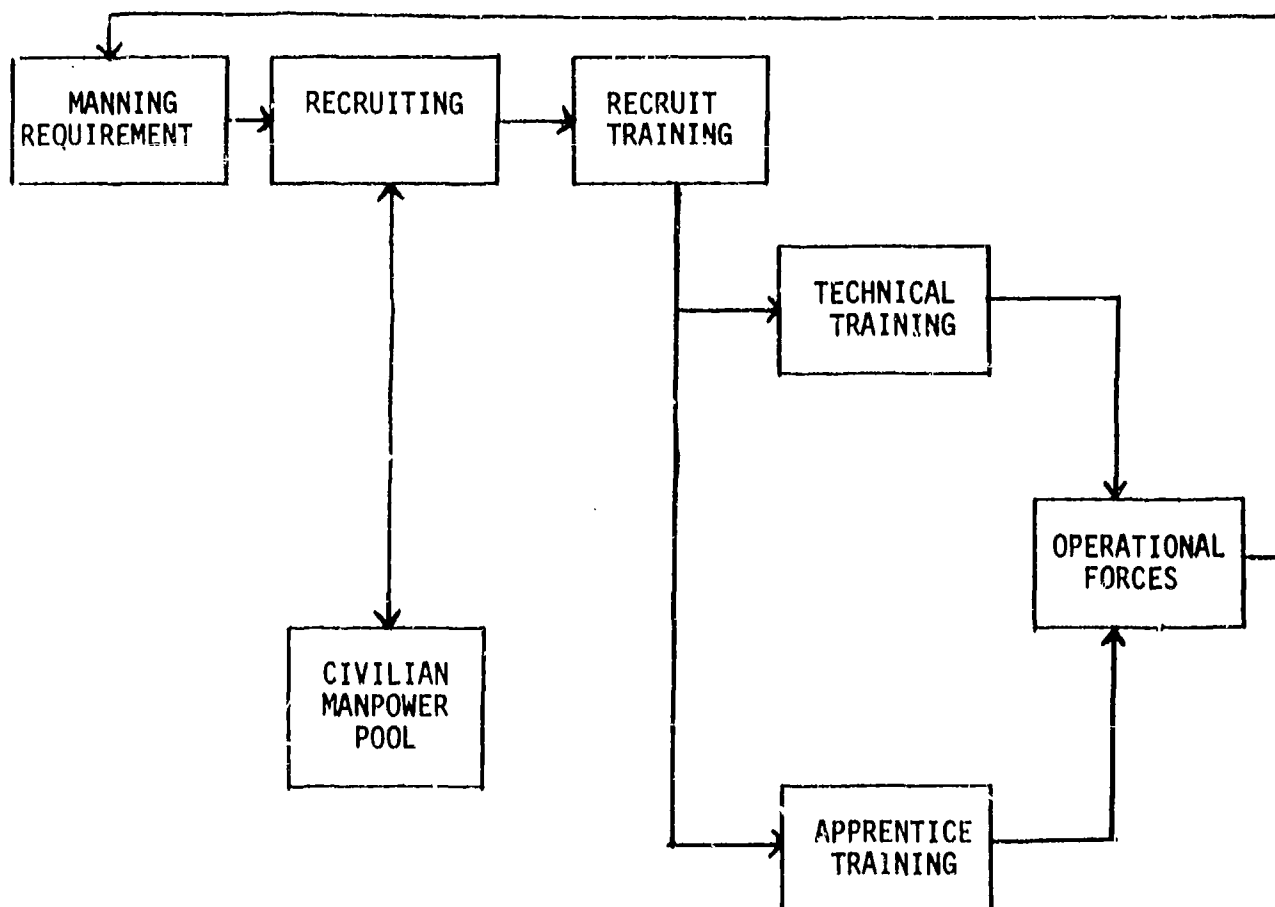 MANNING
REQUIREMENT
RECRUITING
RECRUIT
TRAINING
TECHNICAL
TRAINING
OPERATIONAL
FORCES
CIVILIAN
MANPOWER
POOL
APPRENTICE
TRAINING